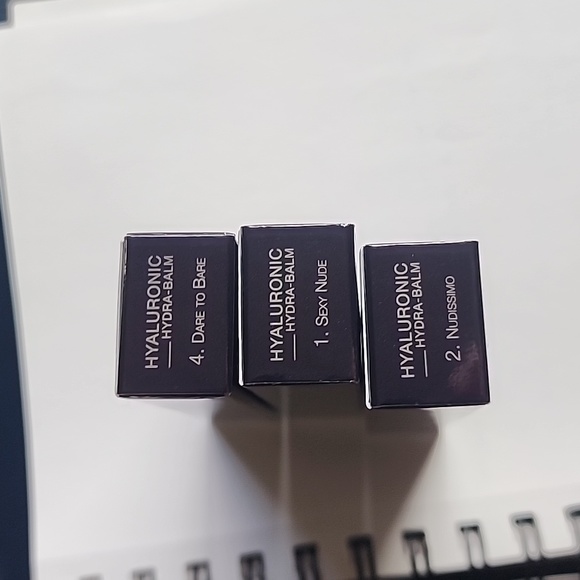 HYALURONIC
HYDRA-BALM
4. DARE TO BARE
HYALURONIC
HYDRA-BALM
1. SEXY NUDE
HYALURONIC
HYDRA-BALM
2. NUDISSIMO